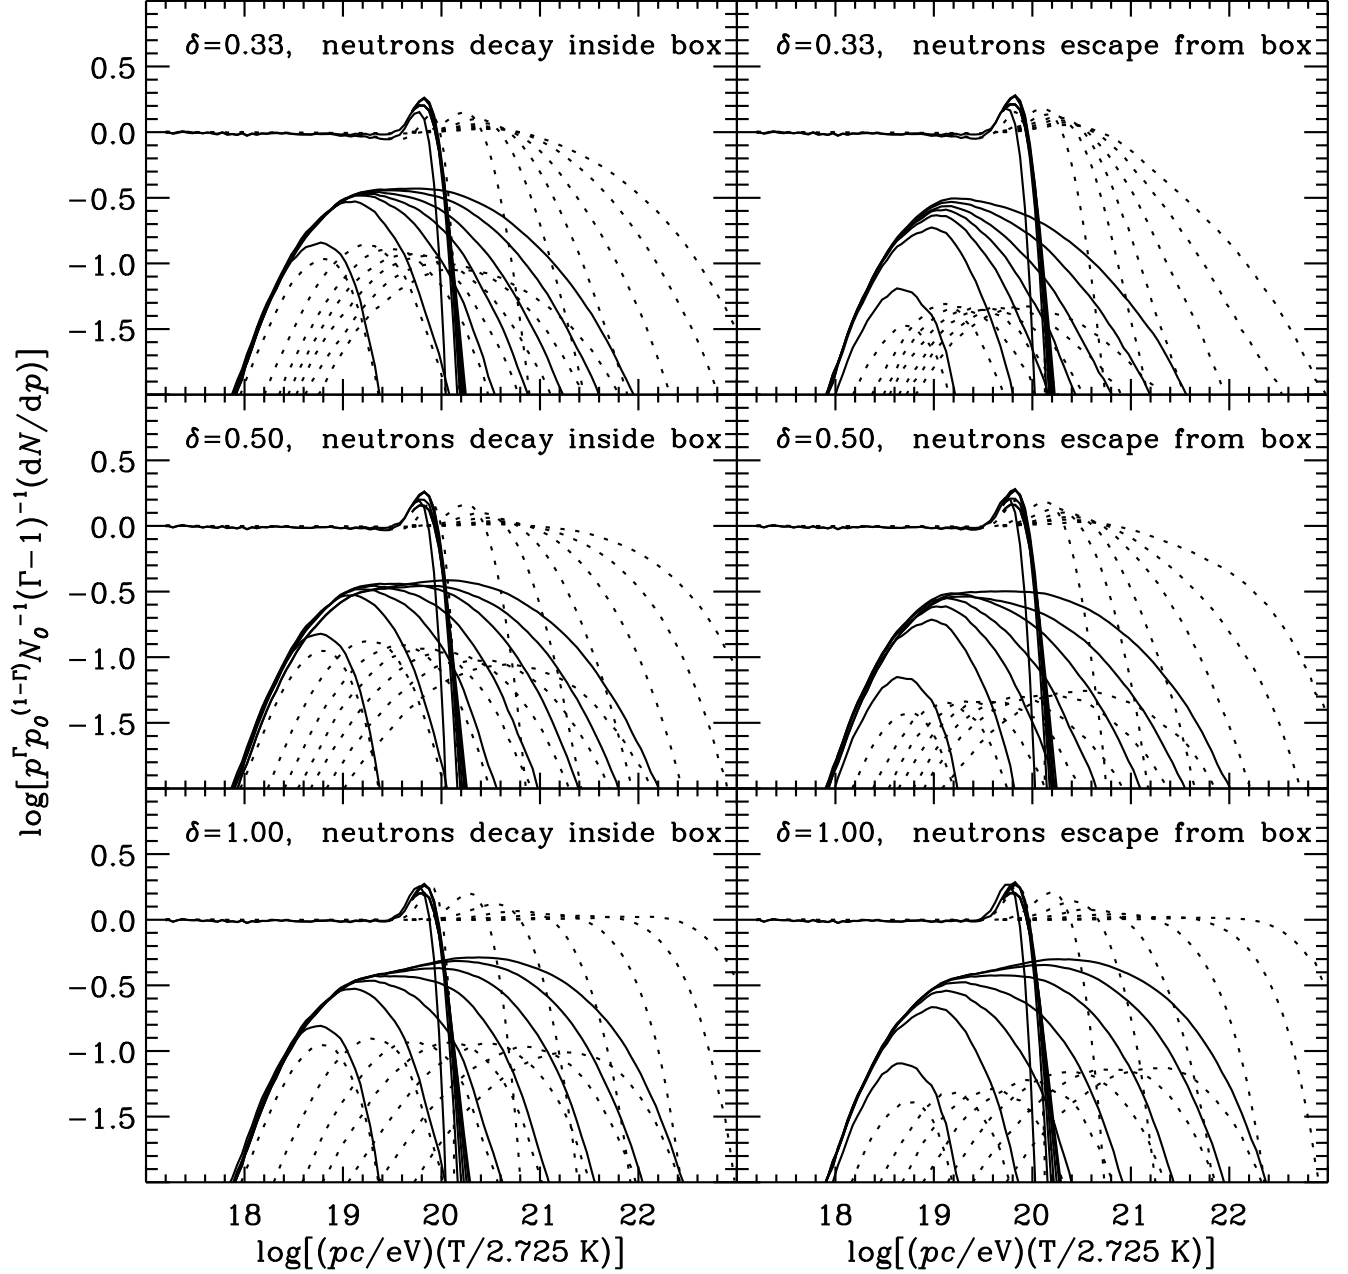 δ=0.33, neutrons decay inside box
δ=0.33, neutrons escape from box
0.5
0.0
−0.5
−1.0
−1.5
δ=0.50, neutrons decay inside box
δ=0.50, neutrons escape from box
0.5
0.0
−0.5
−1.0
−1.5
log[p^Γ p₀^(1−Γ) N₀^−1 (Γ−1)^−1 (dN/dp)]
δ=1.00, neutrons decay inside box
δ=1.00, neutrons escape from box
0.5
0.0
−0.5
−1.0
−1.5
18 19 20 21 22
18 19 20 21 22
log[(pc/eV)(T/2.725 K)]
log[(pc/eV)(T/2.725 K)]